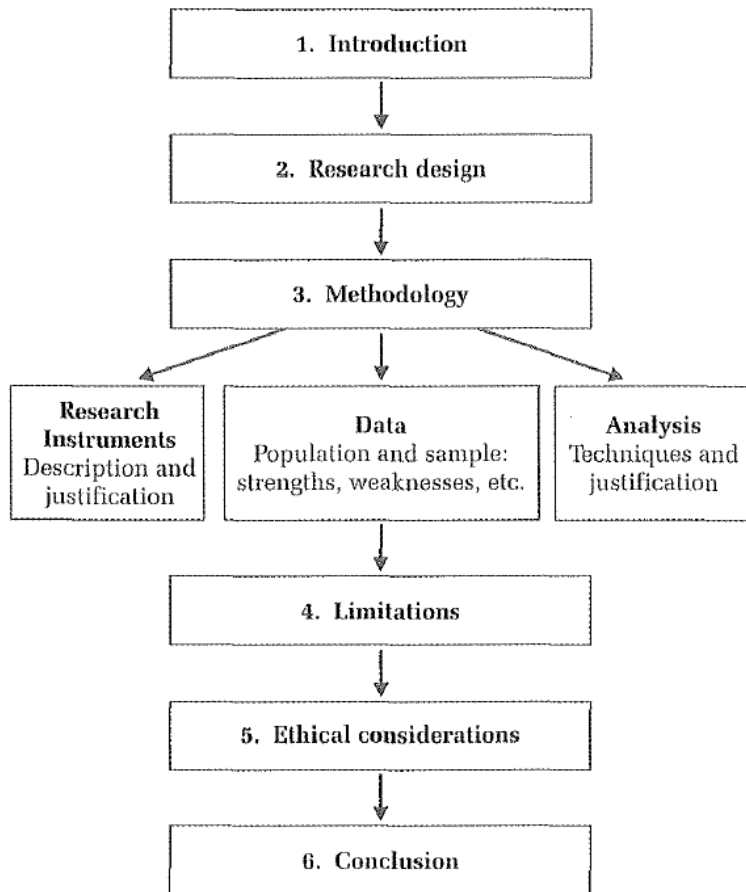 1. Introduction
2. Research design
3. Methodology
Research
Instruments
Description and
justification
Data
Population and sample:
strengths, weaknesses, etc.
Analysis
Techniques and
justification
4. Limitations
5. Ethical considerations
6. Conclusion